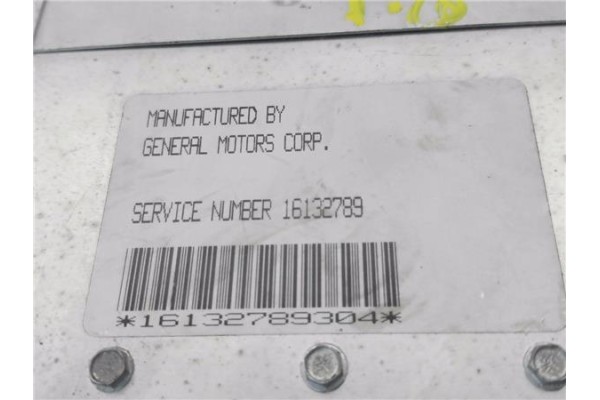 MANUFACTURED BY
GENERAL MOTORS CORP.
SERVICE NUMBER 16132789
*16132789304*